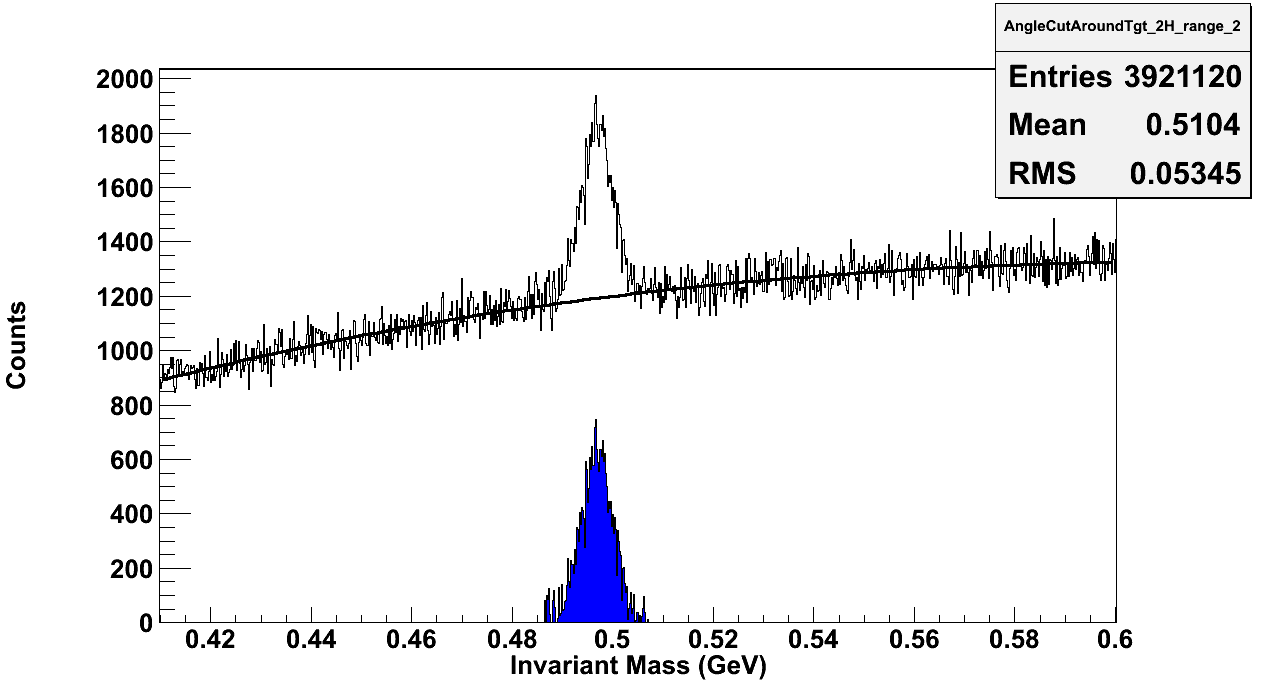 AngleCutAroundTgt_2H_range_2
Entries 3921120
Mean 0.5104
RMS 0.05345
2000
1800
1600
1400
1200
1000
800
600
400
200
0
Counts
0.42 0.44 0.46 0.48 0.5 0.52 0.54 0.56 0.58 0.6
Invariant Mass (GeV)